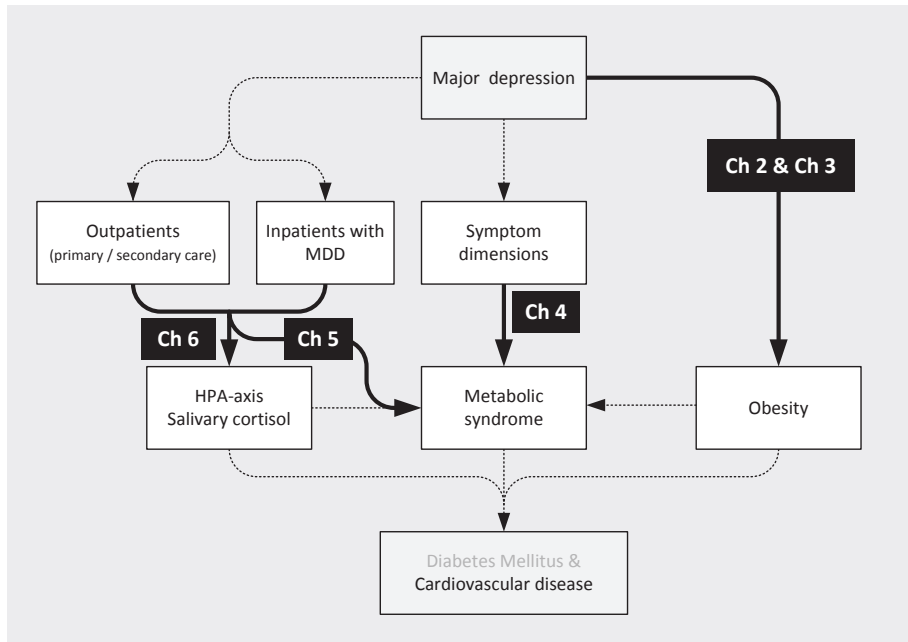 Major depression
Ch 2 & Ch 3
Outpatients
(primary / secondary care)
Inpatients with
MDD
Symptom
dimensions
Ch 6
Ch 5
Ch 4
HPA-axis
Salivary cortisol
Metabolic
syndrome
Obesity
Diabetes Mellitus &
Cardiovascular disease